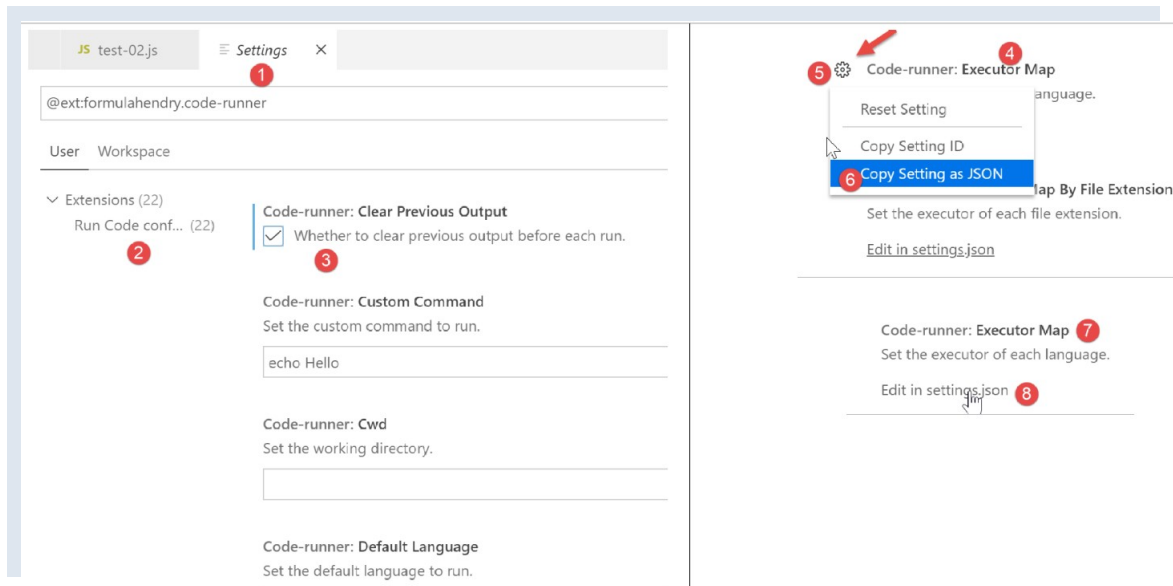 JS test-02.js Settings ×
1
@ext:formulahendry.code-runner
User Workspace
Extensions (22)
Run Code conf... (22)
2
Code-runner: Clear Previous Output
Whether to clear previous output before each run.
3
Code-runner: Custom Command
Set the custom command to run.
echo Hello
Code-runner: Cwd
Set the working directory.
Code-runner: Default Language
Set the default language to run.
4
5 Code-runner: Executor Map
anguage.
Reset Setting
Copy Setting ID
6 Copy Setting as JSON
Map By File Extension
Set the executor of each file extension.
Edit in settings.json
Code-runner: Executor Map 7
Set the executor of each language.
Edit in settings.json 8